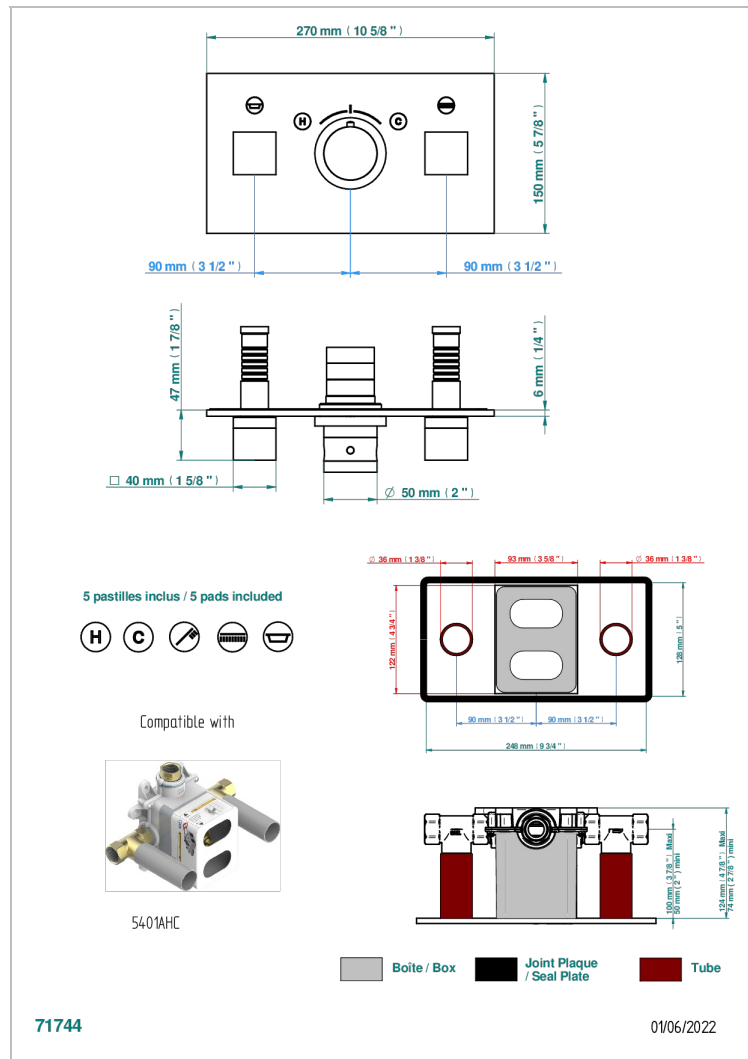 270 mm ( 10 5/8 " )
H
C
150 mm ( 5 7/8 " )
90 mm ( 3 1/2 " )
90 mm ( 3 1/2 " )
47 mm ( 1 7/8 " )
6 mm ( 1/4 " )
□ 40 mm ( 1 5/8 " )
∅ 50 mm ( 2 " )
∅ 36 mm ( 1 3/8 " )
93 mm ( 3 5/8 " )
∅ 36 mm ( 1 3/8 " )
5 pastilles inclus / 5 pads included
H C
122 mm ( 4 3/4 " )
128 mm ( 5 " )
90 mm ( 3 1/2 " )
90 mm ( 3 1/2 " )
248 mm ( 9 3/4 " )
Compatible with
5401AHC
100 mm ( 3 7/8 " ) Maxi
50 mm ( 2 " ) mini
124 mm ( 4 7/8 " ) Maxi
74 mm ( 2 7/8 " ) mini
Boîte / Box
Joint Plaque
/ Seal Plate
Tube
71744
01/06/2022